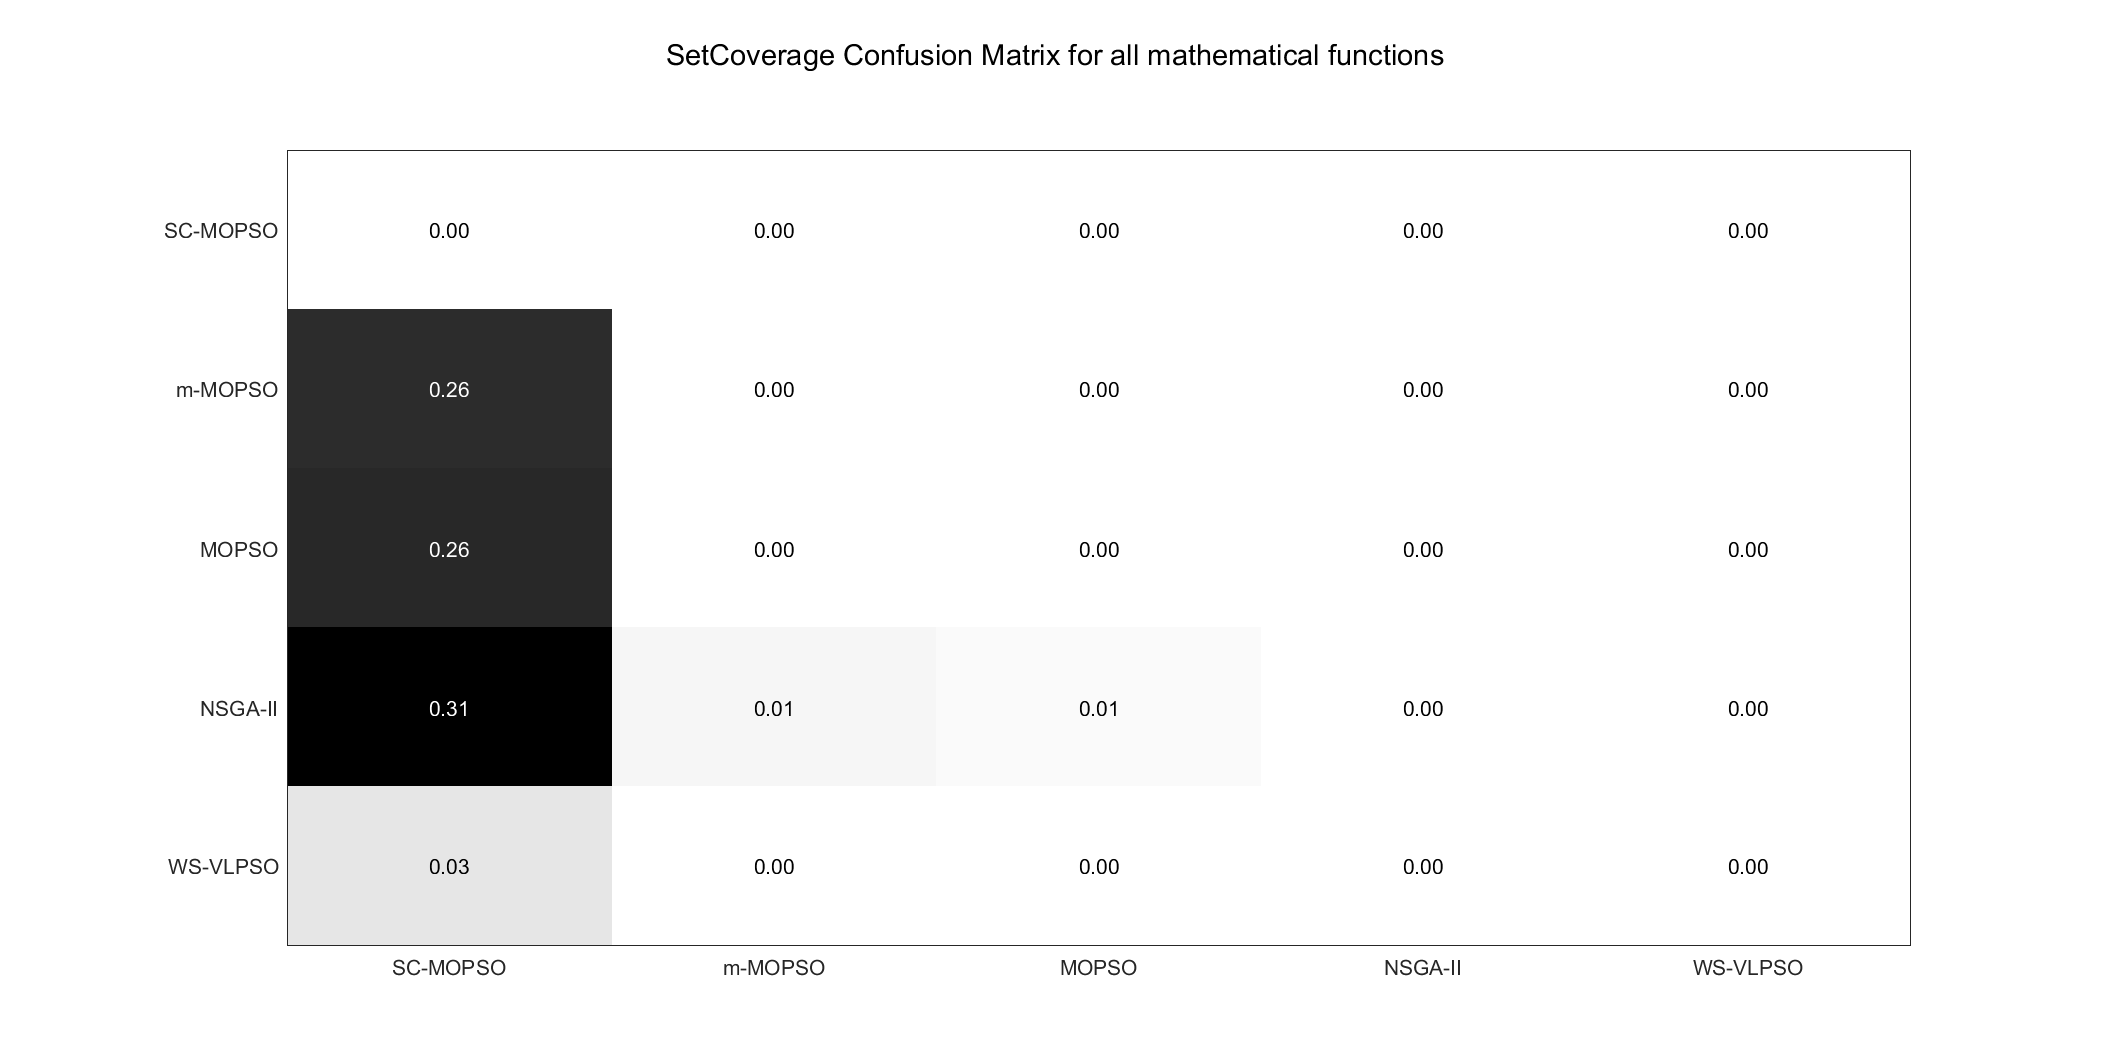 SetCoverage Confusion Matrix for all mathematical functions
SC-MOPSO 0.00 0.00 0.00 0.00 0.00
m-MOPSO 0.26 0.00 0.00 0.00 0.00
MOPSO 0.26 0.00 0.00 0.00 0.00
NSGA-II 0.31 0.01 0.01 0.00 0.00
WS-VLPSO 0.03 0.00 0.00 0.00 0.00
SC-MOPSO m-MOPSO MOPSO NSGA-II WS-VLPSO